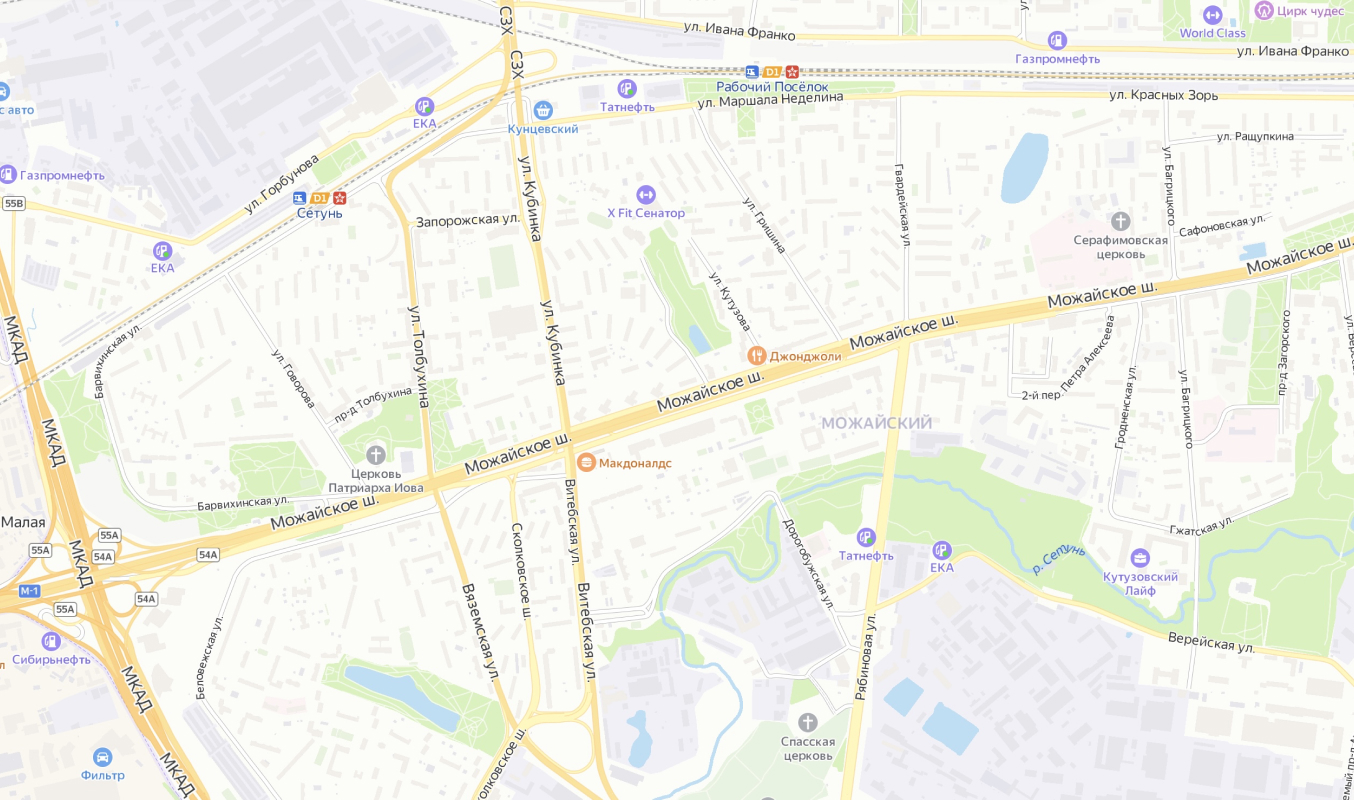 СЗХ
СЗХ
ул. Ивана Франко
ул. Ивана Франко
World Class
Цирк чудес
Газпромнефть
D1
Рабочий Посёлок
ул. Маршала Неделина
ул. Красных Зорь
Татнефть
Кунцевский
ЕКА
с авто
ул. Горбунова
Газпромнефть
55В
D1
Сетунь
ЕКА
ул. Кубинка
Запорожская ул.
X Fit Сенатор
ул. Гришина
Гвардейская ул.
ул. Багрицкого
ул. Ращупкина
Сафоновская ул.
Серафимовская
церковь
Можайское ш.
Можайское ш.
МКАД
Барвихинская ул.
ул. Говорова
ул. Толбухина
ул. Кубинка
ул. Кутузова
Джонджоли
Можайское ш.
Можайское ш.
пр-д Толбухина
2-й пер. Петра Алексеева
Гродненская ул.
ул. Багрицкого
пр-д Загорского
МОЖАЙСКИЙ
МКАД
Церковь
Патриарха Иова
Можайское ш.
Макдоналдс
Барвихинская ул.
Можайское ш.
Малая
55А
55А
54А
54А
М-1
МКАД
55А
54А
Сибирьнефть
Сколковское ш.
Витебская ул.
Вяземская ул.
Витебская ул.
Дорогобужская ул.
Татнефть
ЕКА
р. Сетунь
Гжатская ул.
Кутузовский
Лайф
Верейская ул.
Рябиновая ул.
Беловежская ул.
МКАД
Спасская
церковь
Фильтр
МКАД
олковское ш.